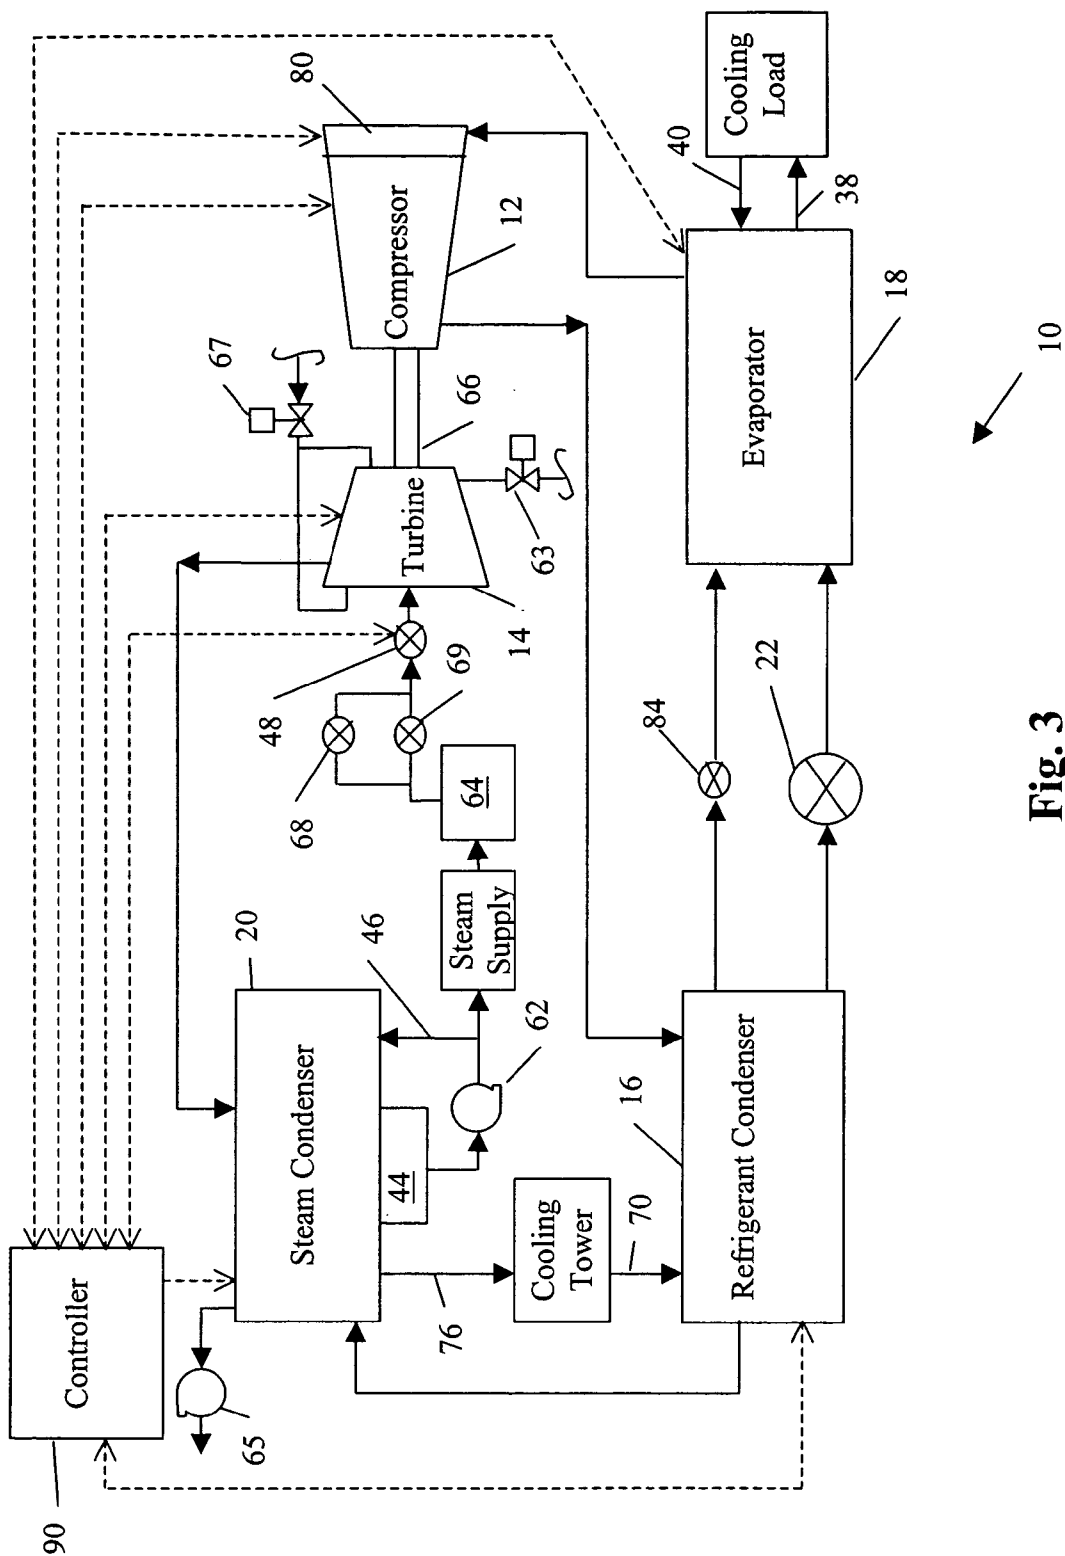 90
Controller
65
20
Steam Condenser
44
76
46
62
Cooling
Tower
70
Steam
Supply
64
68
69
48
14
Turbine
67
63
66
Compressor
12
80
16
Refrigerant Condenser
84
22
Evaporator
18
40
38
Cooling
Load
10
Fig. 3